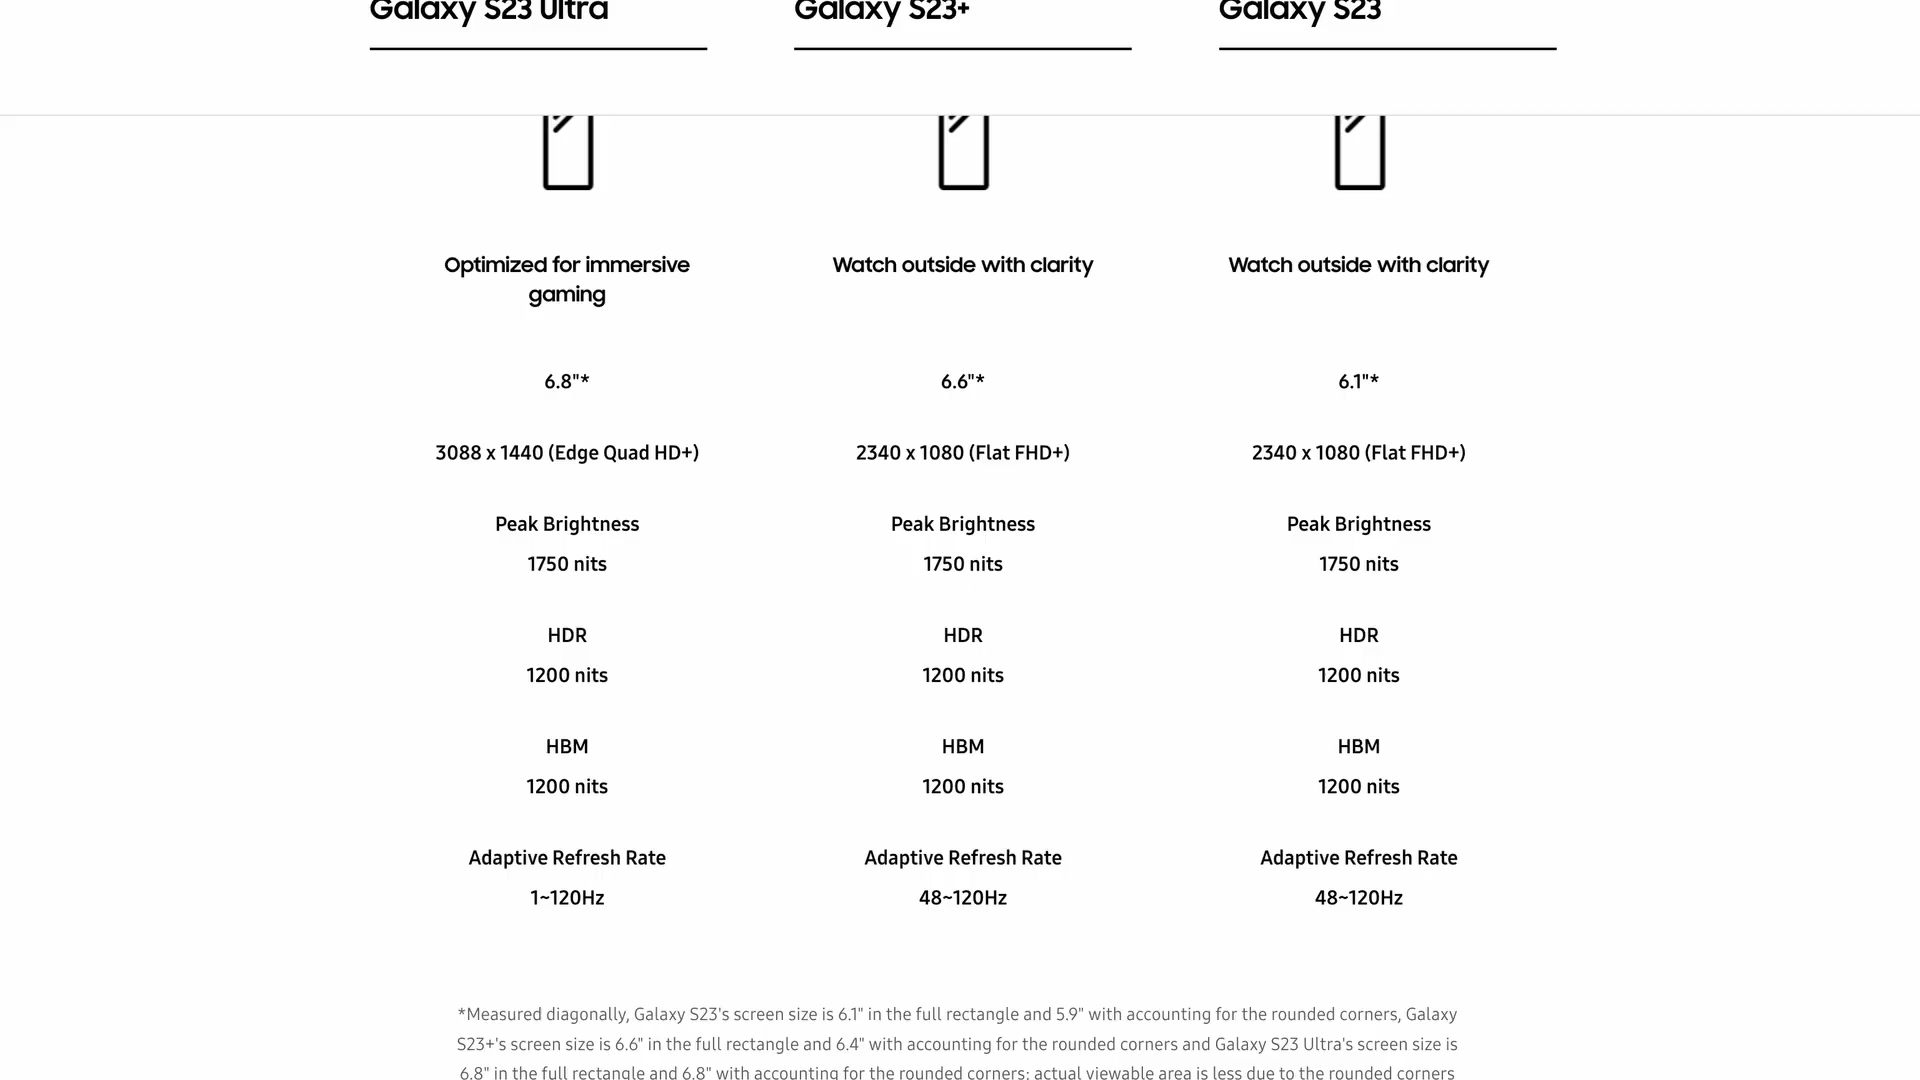 Galaxy S23 Ultra
Galaxy S23+
Galaxy S23
Optimized for immersive
gaming
Watch outside with clarity
Watch outside with clarity
6.8"*
6.6"*
6.1"*
3088 x 1440 (Edge Quad HD+)
2340 x 1080 (Flat FHD+)
2340 x 1080 (Flat FHD+)
Peak Brightness
Peak Brightness
Peak Brightness
1750 nits
1750 nits
1750 nits
HDR
HDR
HDR
1200 nits
1200 nits
1200 nits
HBM
HBM
HBM
1200 nits
1200 nits
1200 nits
Adaptive Refresh Rate
Adaptive Refresh Rate
Adaptive Refresh Rate
1~120Hz
48~120Hz
48~120Hz
*Measured diagonally, Galaxy S23's screen size is 6.1" in the full rectangle and 5.9" with accounting for the rounded corners, Galaxy
S23+'s screen size is 6.6" in the full rectangle and 6.4" with accounting for the rounded corners and Galaxy S23 Ultra's screen size is
6.8" in the full rectangle and 6.8" with accounting for the rounded corners; actual viewable area is less due to the rounded corners